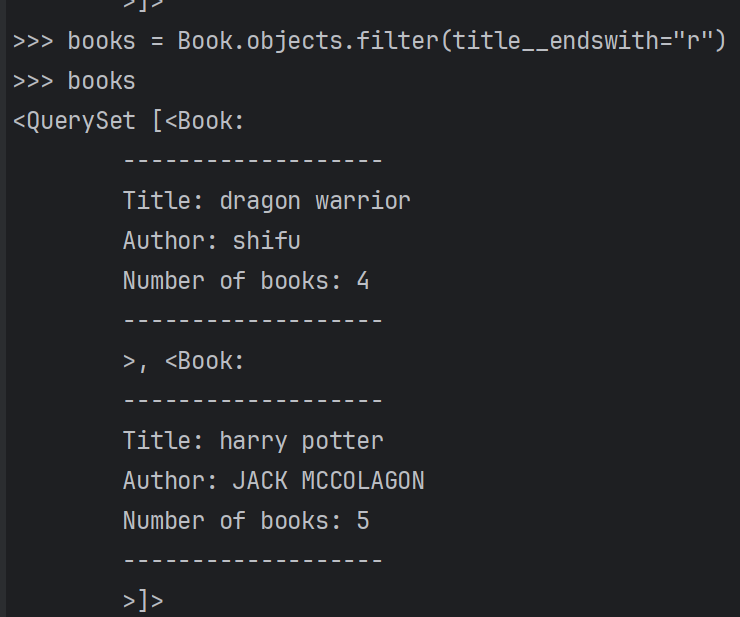 >]>
>>> books = Book.objects.filter(title__endswith="r")
>>> books
<QuerySet [<Book:
        -------------------
        Title: dragon warrior
        Author: shifu
        Number of books: 4
        -------------------
        >, <Book:
        -------------------
        Title: harry potter
        Author: JACK MCCOLAGON
        Number of books: 5
        -------------------
        >]>